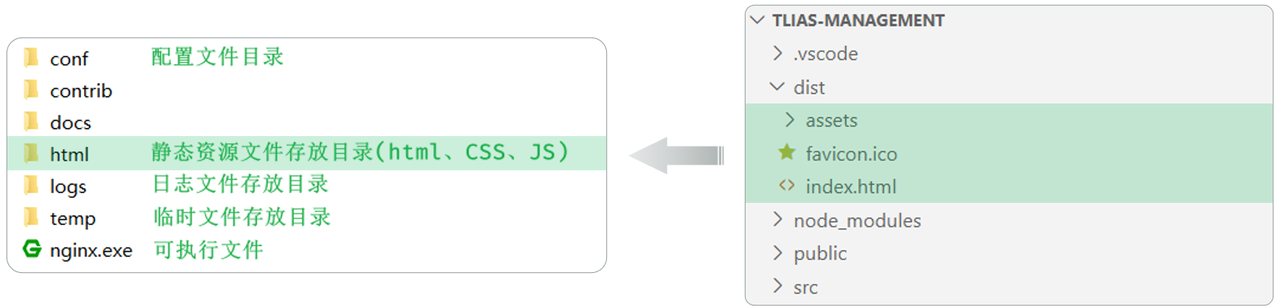 conf 配置文件目录
contrib
docs
html 静态资源文件存放目录(html、CSS、JS)
logs 日志文件存放目录
temp 临时文件存放目录
nginx.exe 可执行文件
TLIAS-MANAGEMENT
.vscode
dist
assets
favicon.ico
index.html
node_modules
public
src